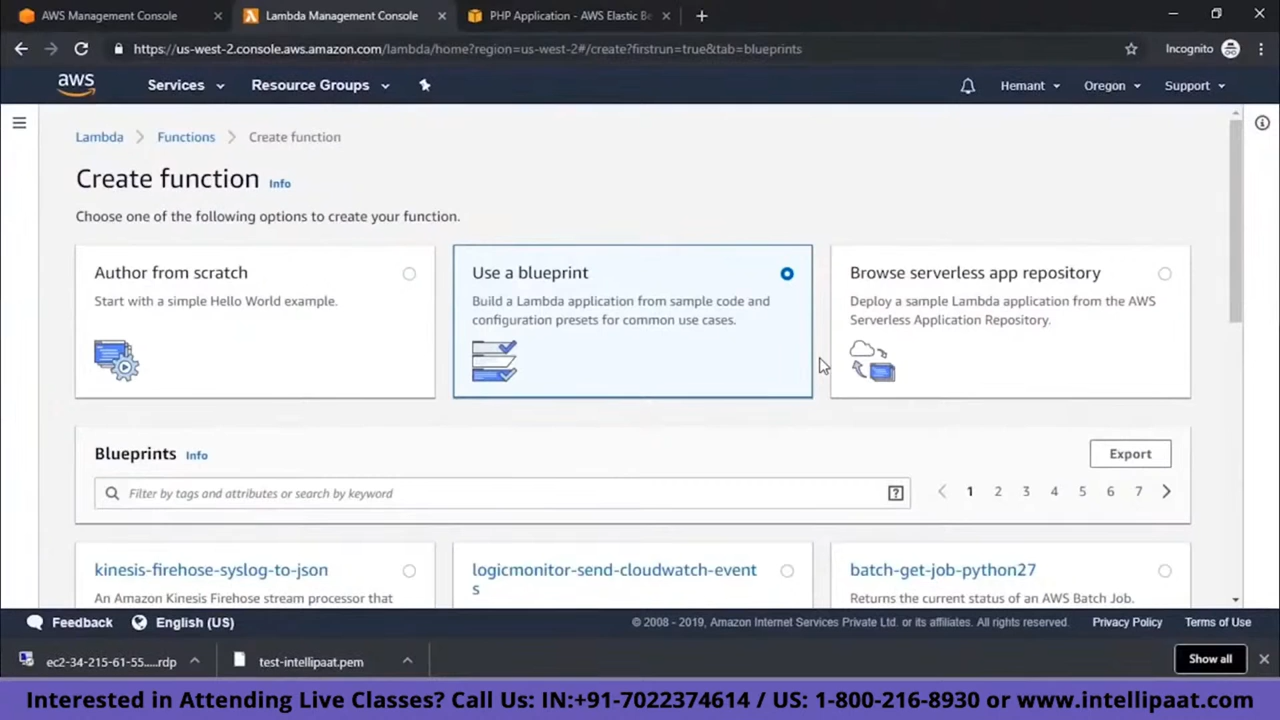 AWS Management Console
Lambda Management Console
PHP Application - AWS Elastic Be
https://us-west-2.console.aws.amazon.com/lambda/home?region=us-west-2#/create?firstrun=true&tab=blueprints
Incognito
aws
Services
Resource Groups
Hemant
Oregon
Support
Lambda
Functions
Create function
Create function Info
Choose one of the following options to create your function.
Author from scratch
Start with a simple Hello World example.
Use a blueprint
Build a Lambda application from sample code and
configuration presets for common use cases.
Browse serverless app repository
Deploy a sample Lambda application from the AWS
Serverless Application Repository.
Blueprints Info
Export
Filter by tags and attributes or search by keyword
?
1 2 3 4 5 6 7
kinesis-firehose-syslog-to-json
An Amazon Kinesis Firehose stream processor that
logicmonitor-send-cloudwatch-event
s
batch-get-job-python27
Returns the current status of an AWS Batch Job.
Feedback
English (US)
© 2008 - 2019, Amazon Internet Services Private Ltd. or its affiliates. All rights reserved.
Privacy Policy
Terms of Use
ec2-34-215-61-55.....rdp
test-intellipaat.pem
Show all
Interested in Attending Live Classes? Call Us: IN:+91-7022374614 / US: 1-800-216-8930 or www.intellipaat.com